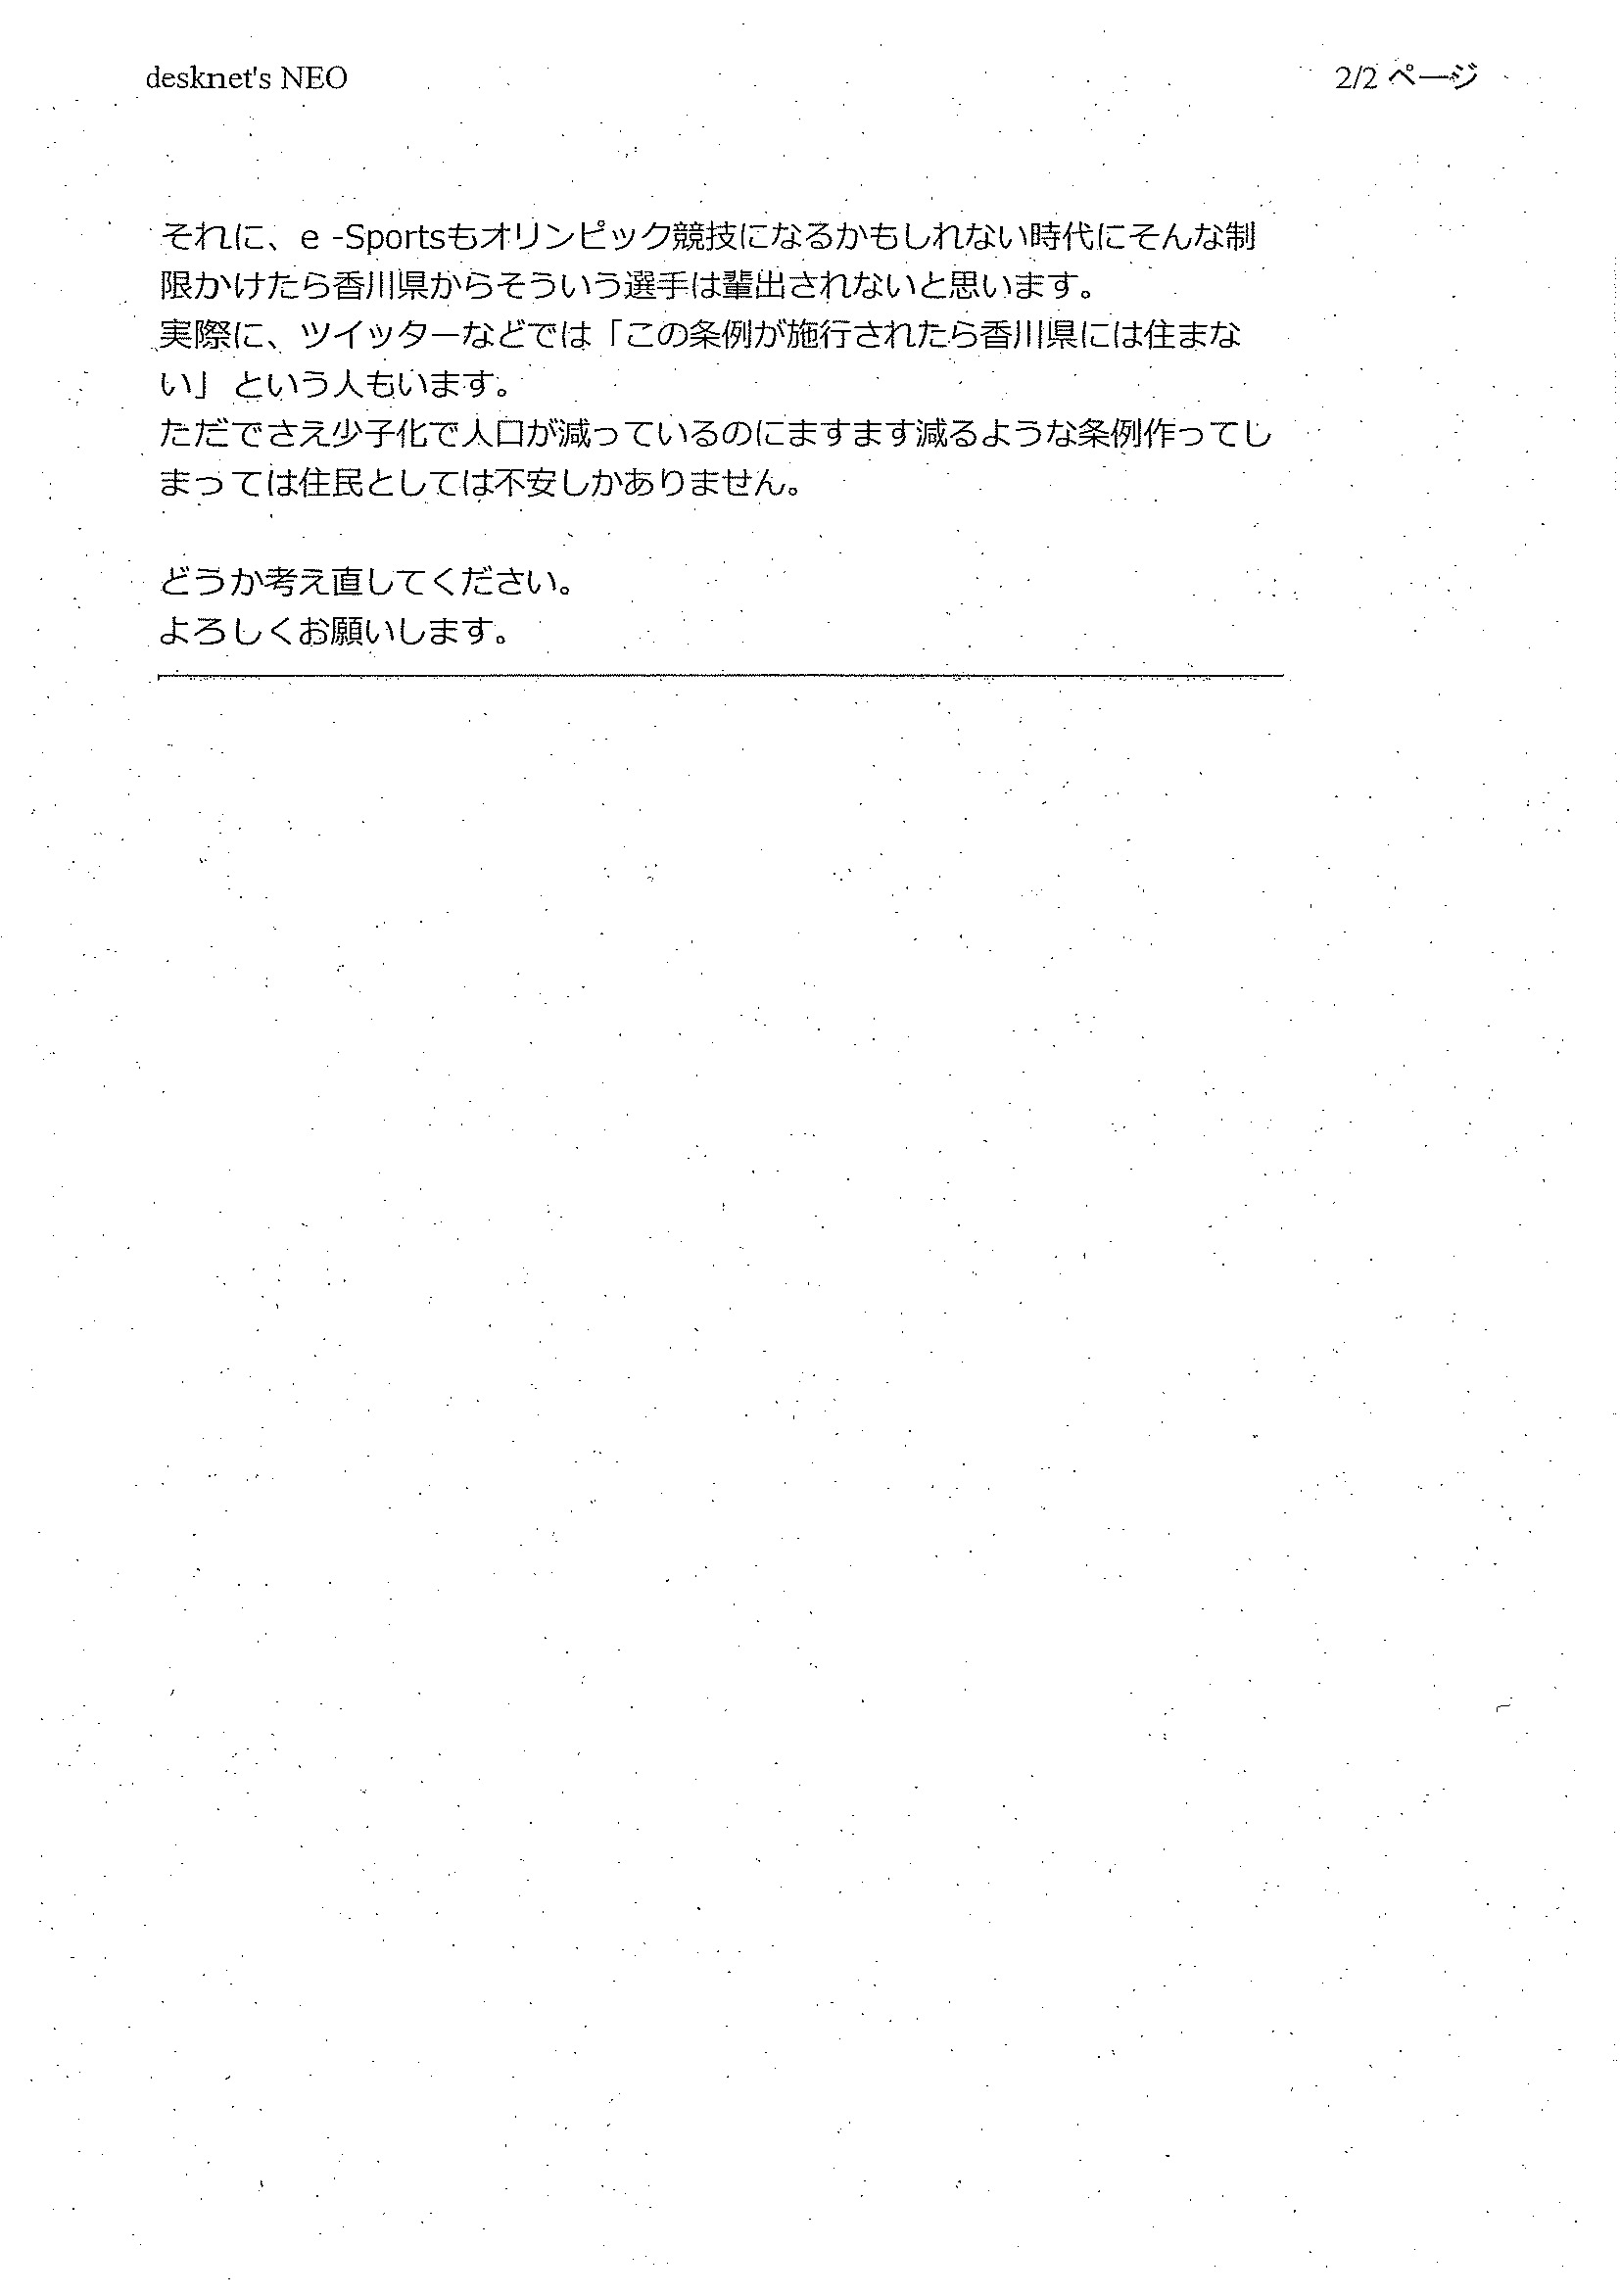 desknet's NEO 2/2 ページ
それに、e -Sportsもオリンピック競技になるかもしれない時代にそんな制
限かけたら香川県からそういう選手は輩出されないと思います。
実際に、ツイッターなどでは「この条例が施行されたら香川県には住まな
い」という人もいます。
ただでさえ少子化で人口が減っているのにますます減るような条例作ってし
まっては住民としては不安しかありません。
どうか考え直してください。
よろしくお願いします。